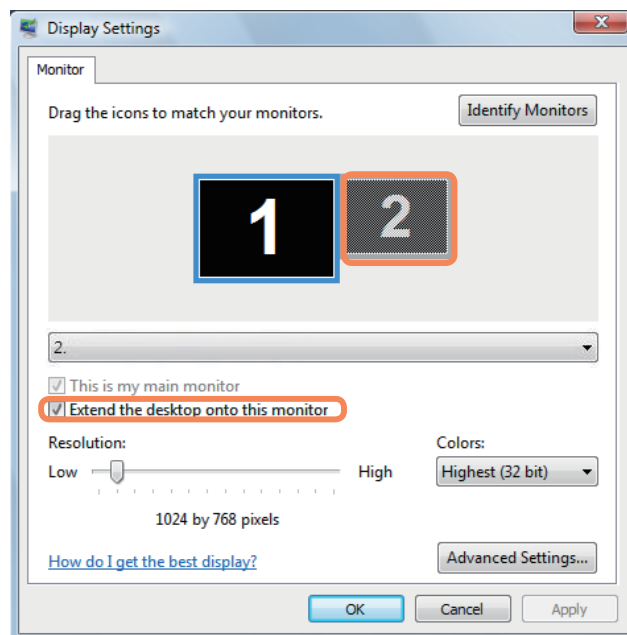 Display Settings
Monitor
Drag the icons to match your monitors.
Identify Monitors
1
2
2.
This is my main monitor
Extend the desktop onto this monitor
Resolution:
Colors:
Low
High
Highest (32 bit)
1024 by 768 pixels
How do I get the best display?
Advanced Settings...
OK
Cancel
Apply